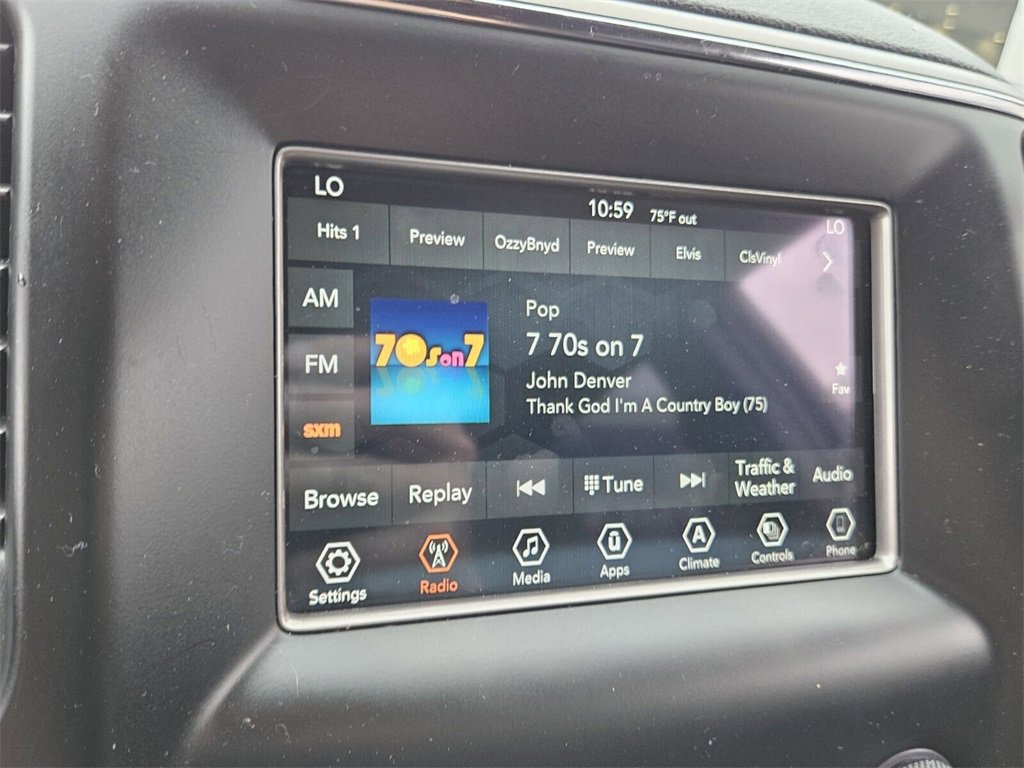 LO
10:59 75°F out
LO
Hits 1 Preview OzzyBnyd Preview Elvis ClsVinyl
AM
FM
sxm
70s on 7
Pop
7 70s on 7
John Denver
Thank God I'm A Country Boy (75)
Fav
Browse Replay Tune Traffic & Weather Audio
Settings Radio Media Apps Climate Controls Phone